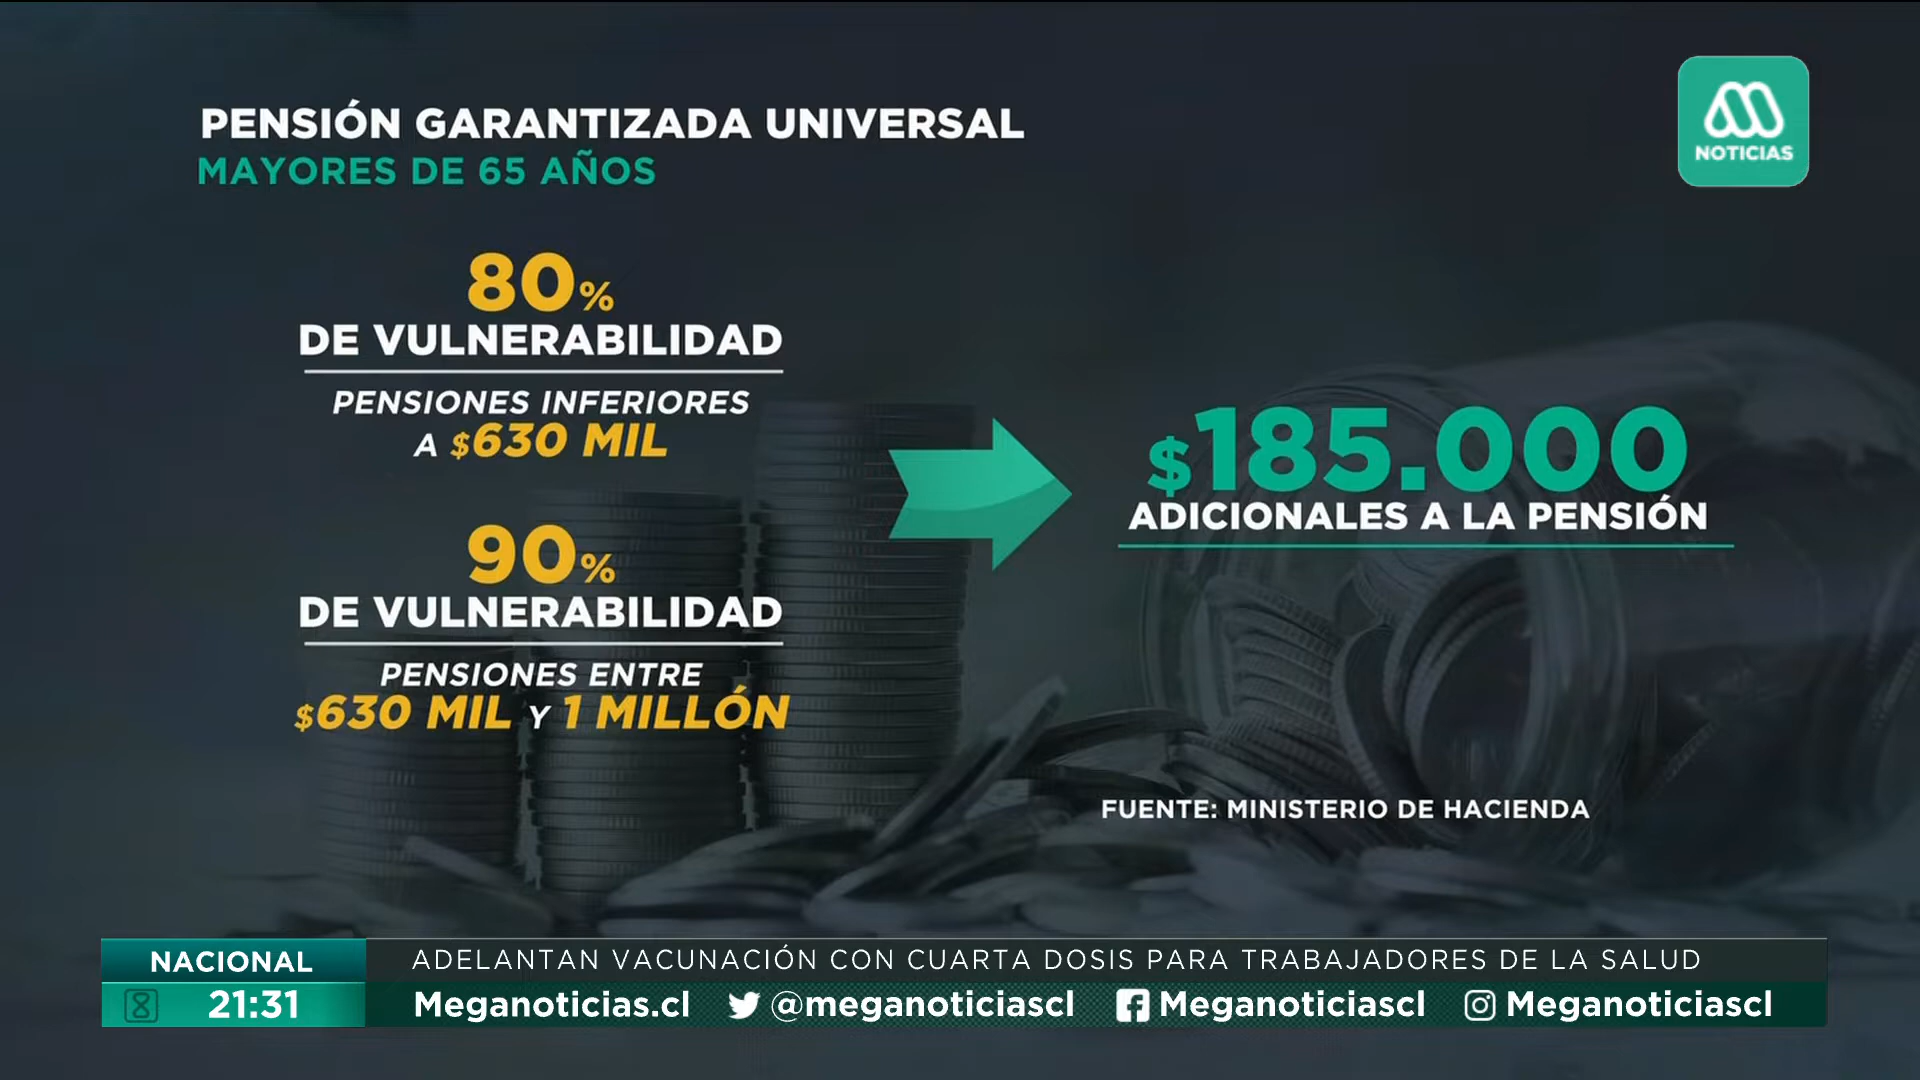 PENSIÓN GARANTIZADA UNIVERSAL
MAYORES DE 65 AÑOS
NOTICIAS
80%
DE VULNERABILIDAD
PENSIONES INFERIORES
A $630 MIL
90%
DE VULNERABILIDAD
PENSIONES ENTRE
$630 MIL Y 1 MILLÓN
$185.000
ADICIONALES A LA PENSIÓN
FUENTE: MINISTERIO DE HACIENDA
NACIONAL
21:31
ADELANTAN VACUNACIÓN CON CUARTA DOSIS PARA TRABAJADORES DE LA SALUD
Meganoticias.cl @meganoticiascl Meganoticiascl Meganoticiascl